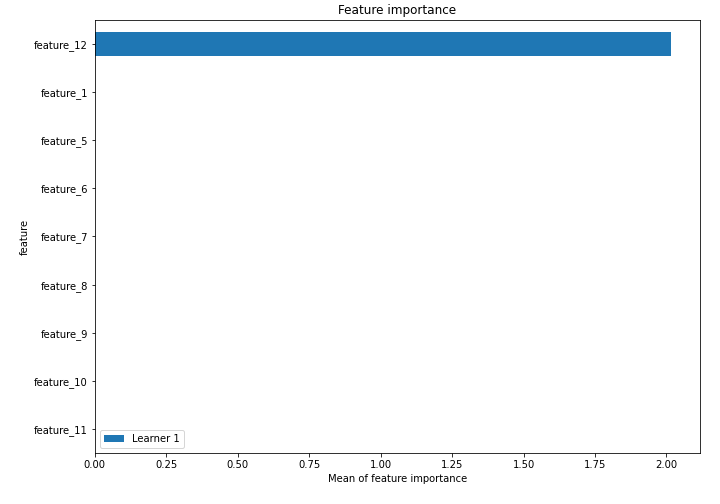 Feature importance
feature_12
feature_1
feature_5
feature_6
feature_7
feature_8
feature_9
feature_10
feature_11
feature
Learner 1
0.00 0.25 0.50 0.75 1.00 1.25 1.50 1.75 2.00
Mean of feature importance